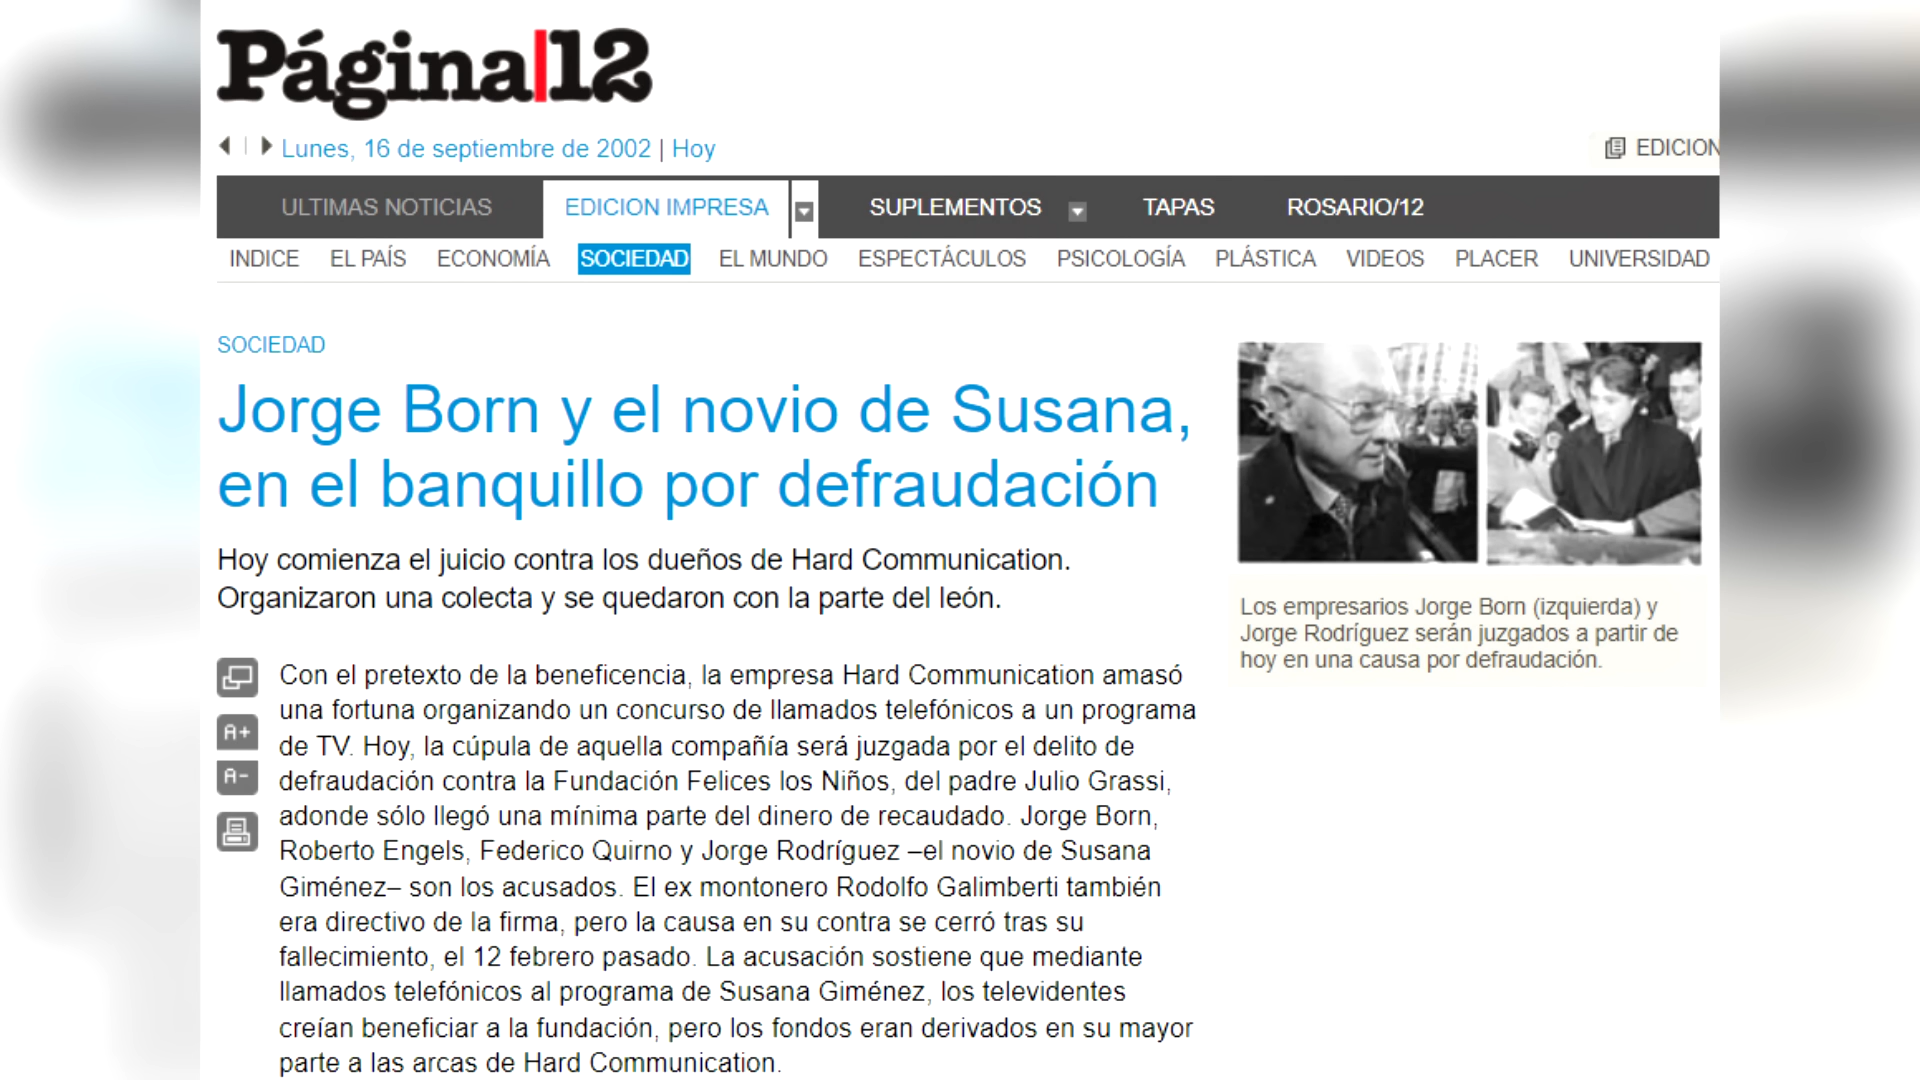 Página|12
Lunes, 16 de septiembre de 2002 | Hoy
EDICION
ULTIMAS NOTICIAS
EDICION IMPRESA
SUPLEMENTOS
TAPAS
ROSARIO/12
INDICE
EL PAÍS
ECONOMÍA
SOCIEDAD
EL MUNDO
ESPECTÁCULOS
PSICOLOGÍA
PLÁSTICA
VIDEOS
PLACER
UNIVERSIDAD
SOCIEDAD
Jorge Born y el novio de Susana,
en el banquillo por defraudación
Hoy comienza el juicio contra los dueños de Hard Communication.
Organizaron una colecta y se quedaron con la parte del león.
A+
A-
Con el pretexto de la beneficencia, la empresa Hard Communication amasó
una fortuna organizando un concurso de llamados telefónicos a un programa
de TV. Hoy, la cúpula de aquella compañía será juzgada por el delito de
defraudación contra la Fundación Felices los Niños, del padre Julio Grassi,
adonde sólo llegó una mínima parte del dinero de recaudado. Jorge Born,
Roberto Engels, Federico Quirno y Jorge Rodríguez –el novio de Susana
Giménez– son los acusados. El ex montonero Rodolfo Galimberti también
era directivo de la firma, pero la causa en su contra se cerró tras su
fallecimiento, el 12 febrero pasado. La acusación sostiene que mediante
llamados telefónicos al programa de Susana Giménez, los televidentes
creían beneficiar a la fundación, pero los fondos eran derivados en su mayor
parte a las arcas de Hard Communication.
Los empresarios Jorge Born (izquierda) y
Jorge Rodríguez serán juzgados a partir de
hoy en una causa por defraudación.